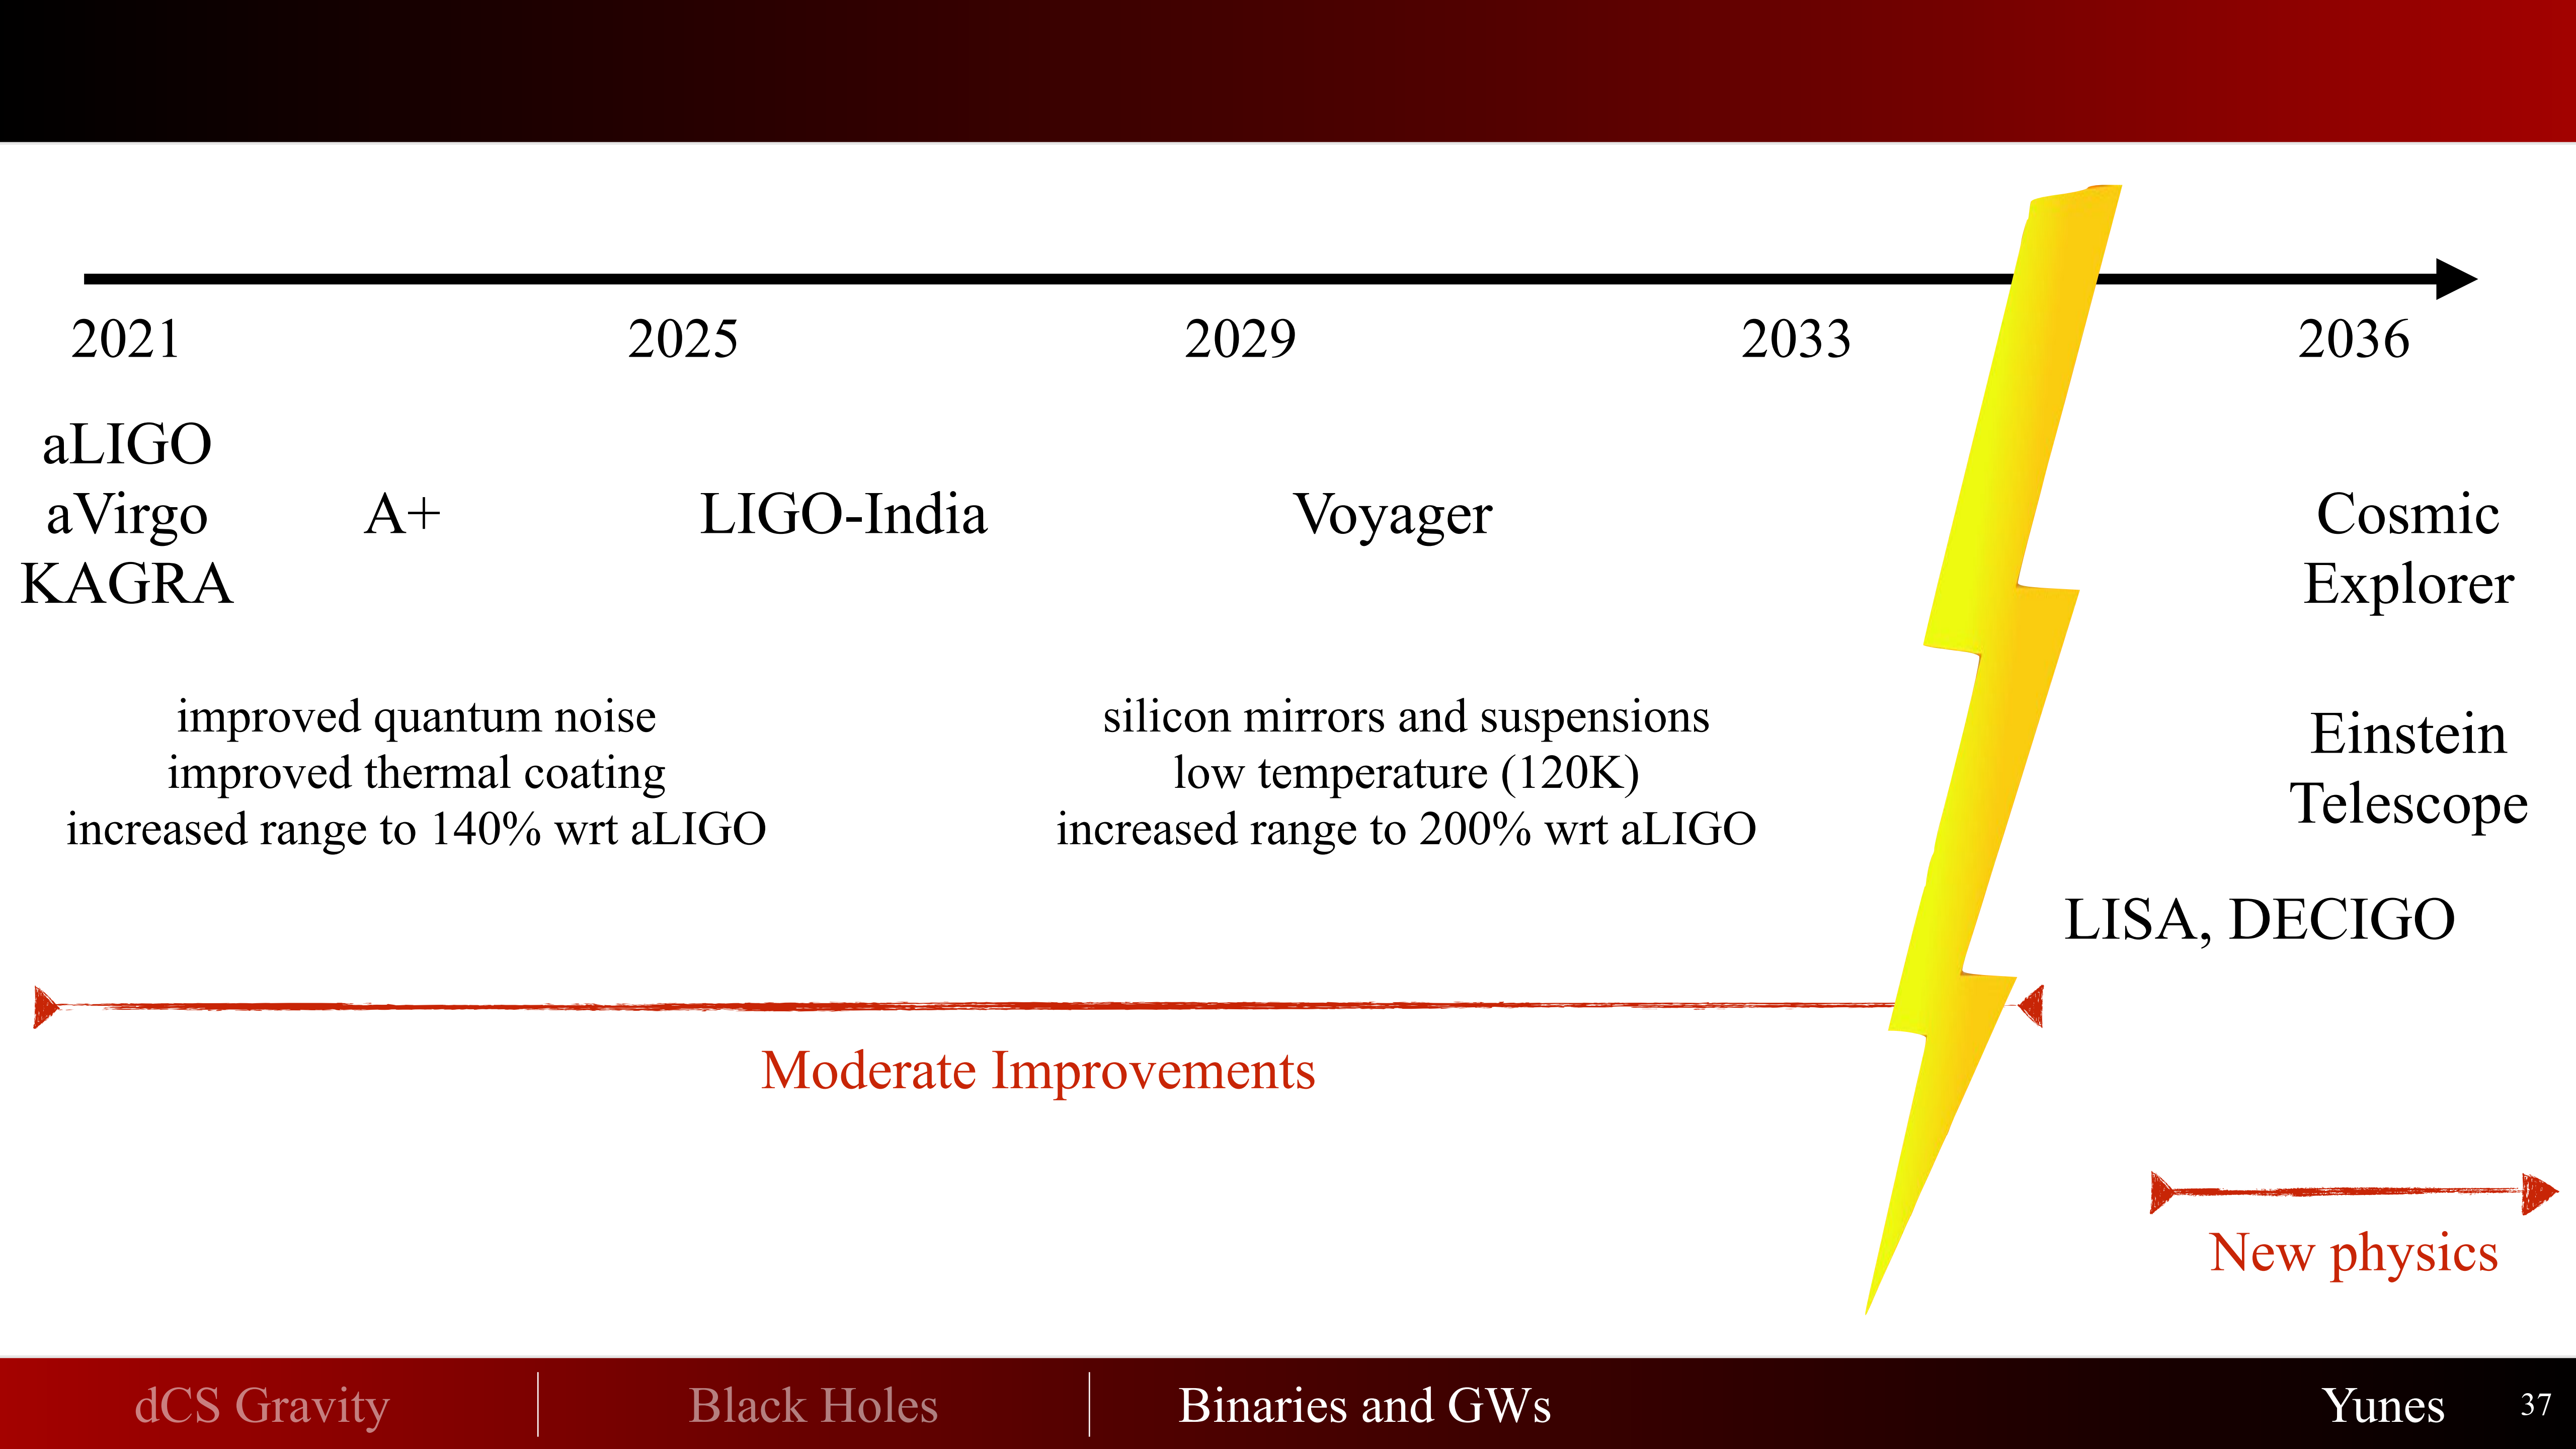 2021
2025
2029
2033
2036
aLIGO
aVirgo
KAGRA
A+
LIGO-India
Voyager
Cosmic
Explorer
improved quantum noise
improved thermal coating
increased range to 140% wrt aLIGO
silicon mirrors and suspensions
low temperature (120K)
increased range to 200% wrt aLIGO
Einstein
Telescope
LISA, DECIGO
Moderate Improvements
New physics
dCS Gravity
Black Holes
Binaries and GWs
Yunes
37